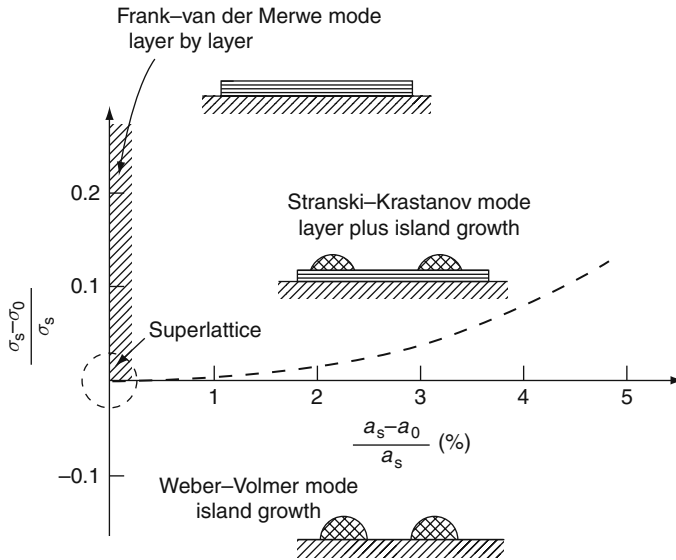 Frank–van der Merwe mode
layer by layer
0.2
Stranski–Krastanov mode
layer plus island growth
0.1
σs–σ0
σs
Superlattice
1 2 3 4 5
as–a0 (%)
as
–0.1
Weber–Volmer mode
island growth